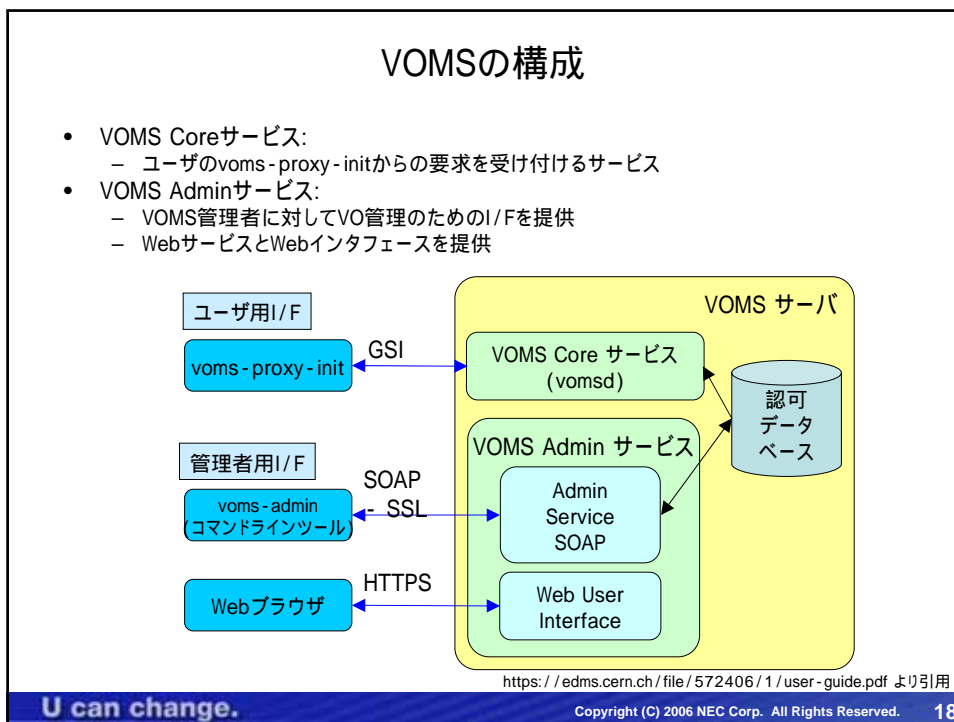 VOMSの構成
• VOMS Coreサービス:
– ユーザのvoms-proxy-initからの要求を受け付けるサービス
• VOMS Adminサービス:
– VOMS管理者に対してVO管理のためのI/Fを提供
– WebサービスとWebインタフェースを提供
ユーザ用I/F
voms-proxy-init
GSI
VOMS サーバ
VOMS Core サービス
(vomsd)
認可
データ
ベース
管理者用I/F
voms-admin
(コマンドラインツール)
SOAP
- SSL
VOMS Admin サービス
Admin
Service
SOAP
Webブラウザ
HTTPS
Web User
Interface
https://edms.cern.ch/file/572406/1/user-guide.pdf より引用
U can change.
Copyright (C) 2006 NEC Corp. All Rights Reserved. 18